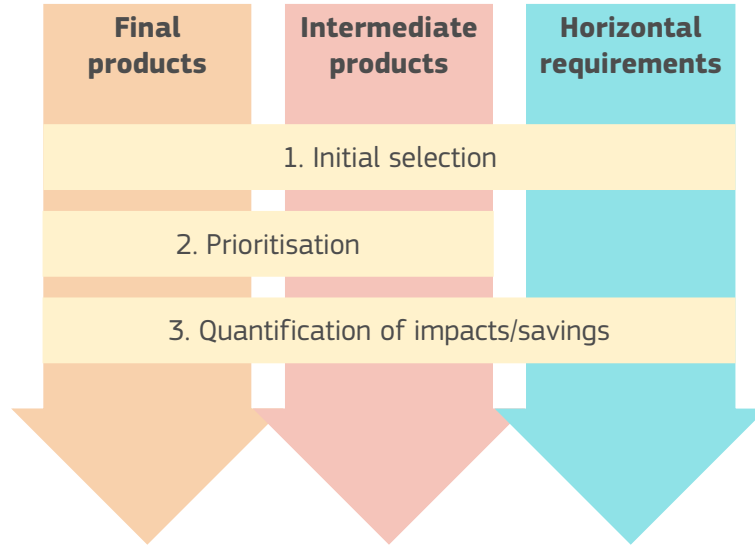 Final
products
Intermediate
products
Horizontal
requirements
1. Initial selection
2. Prioritisation
3. Quantification of impacts/savings